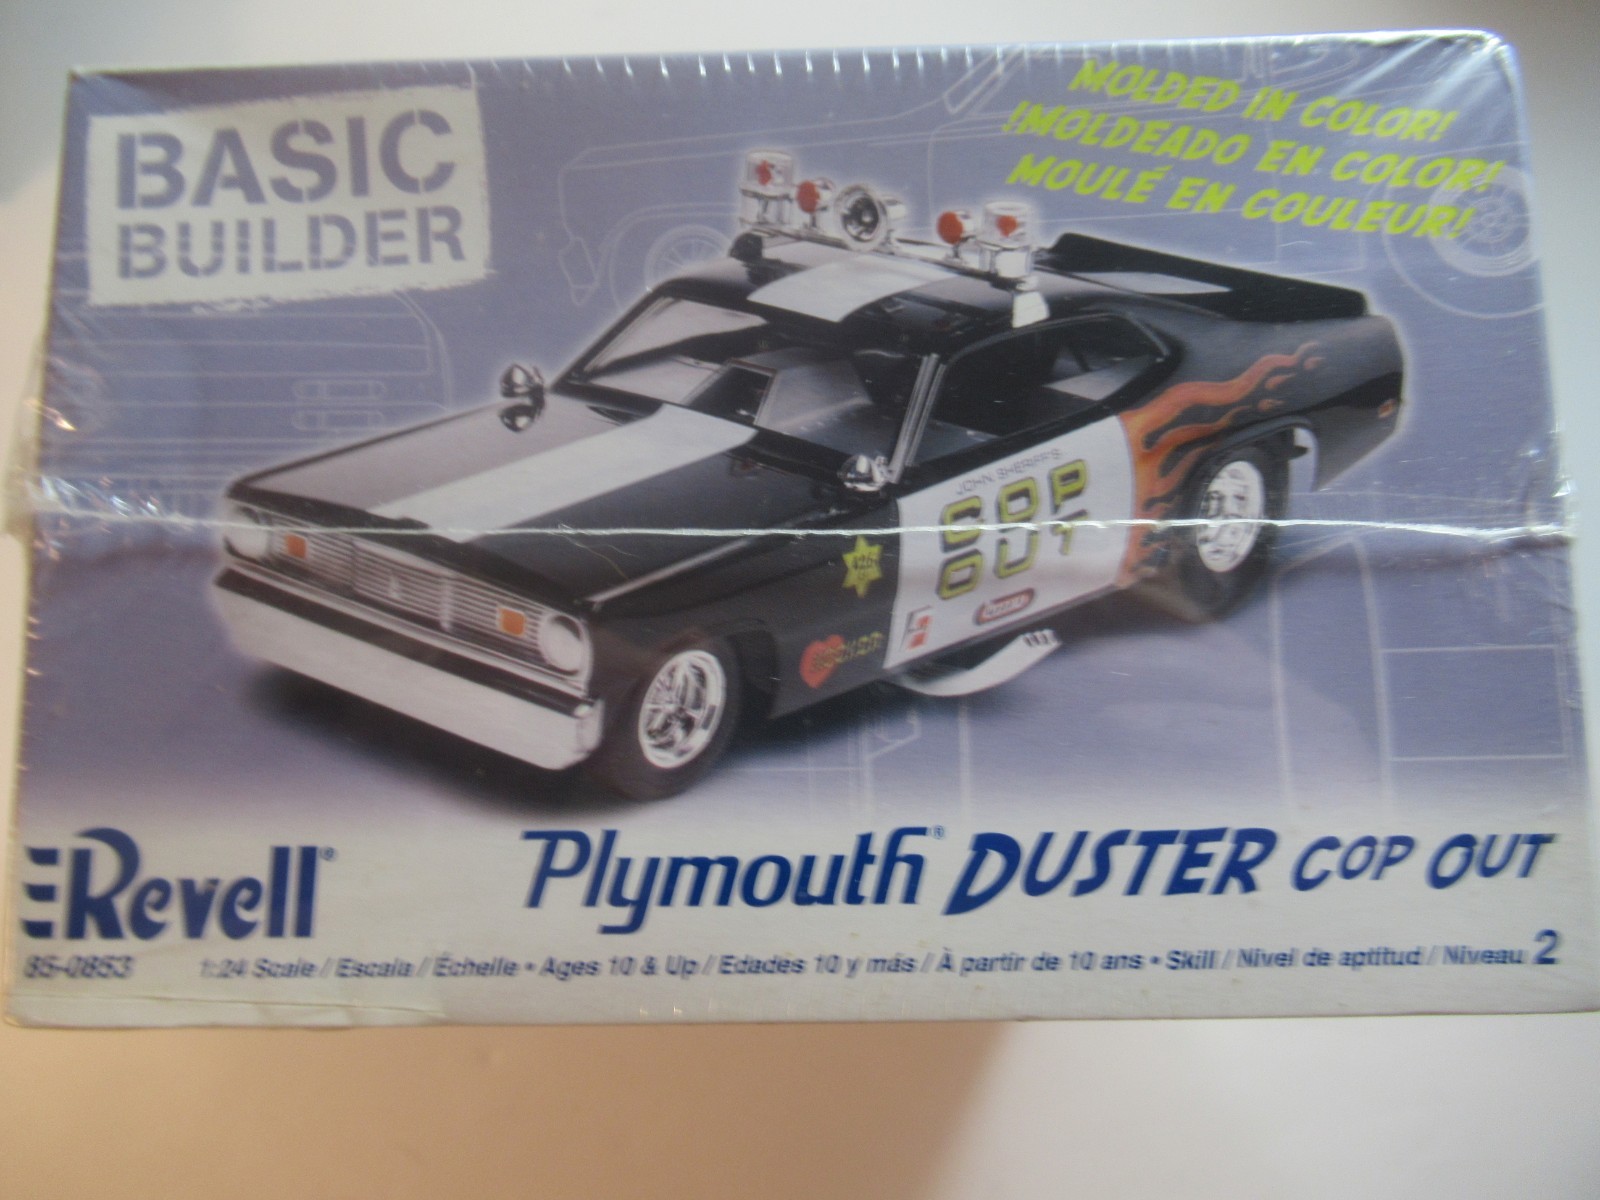 BASIC
BUILDER
MOLDED IN COLOR!
¡MOLDEADO EN COLOR!
MOULÉ EN COULEUR!
JOHN SHERIFF'S
COP
OUT
426
Revell®
Plymouth® DUSTER COP OUT
85-0853
1:24 Scale / Escala / Échelle • Ages 10 & Up / Edades 10 y más / À partir de 10 ans • Skill / Nivel de aptitud / Niveau 2